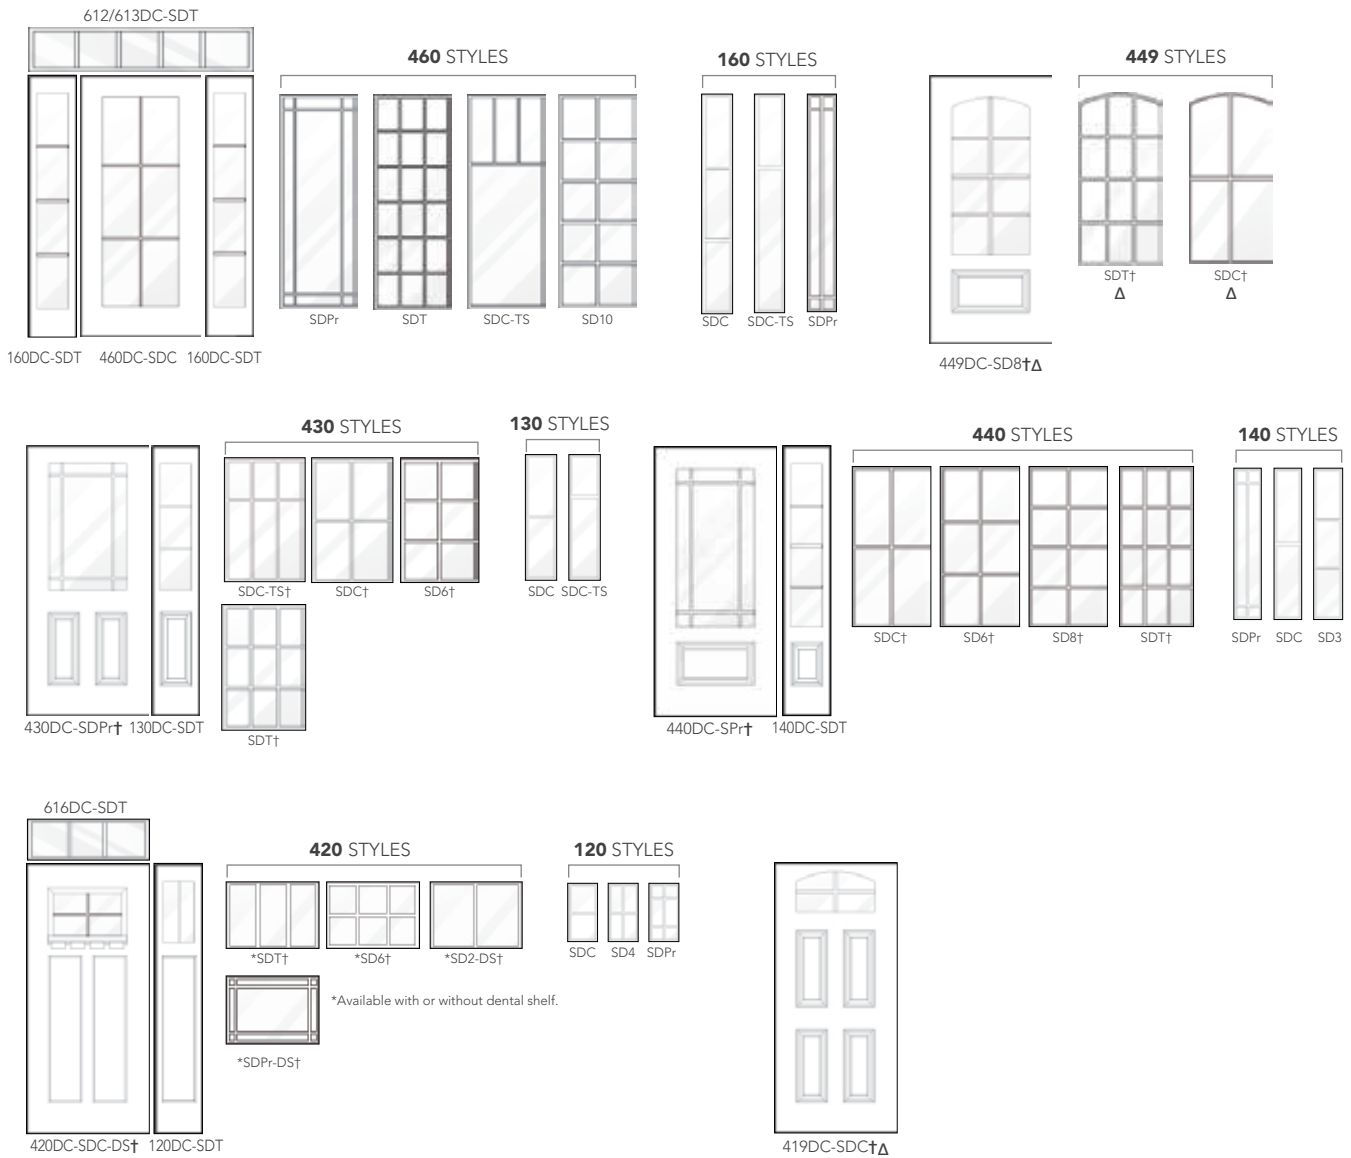 612/613DC-SDT
460 STYLES
160 STYLES
449 STYLES
SDPr
SDT
SDC-TS
SD10
SDC
SDC-TS
SDPr
SDT†
Δ
SDC†
Δ
160DC-SDT
460DC-SDC
160DC-SDT
449DC-SD8†Δ
430 STYLES
130 STYLES
440 STYLES
140 STYLES
SDC-TS†
SDC†
SD6†
SDC
SDC-TS
SDC†
SD6†
SD8†
SDT†
SDPr
SDC
SD3
430DC-SDPr†
130DC-SDT
SDT†
440DC-SPr†
140DC-SDT
616DC-SDT
420 STYLES
120 STYLES
*SDT†
*SD6†
*SD2-DS†
SDC
SD4
SDPr
*Available with or without dental shelf.
*SDPr-DS†
420DC-SDC-DS†
120DC-SDT
419DC-SDC†Δ